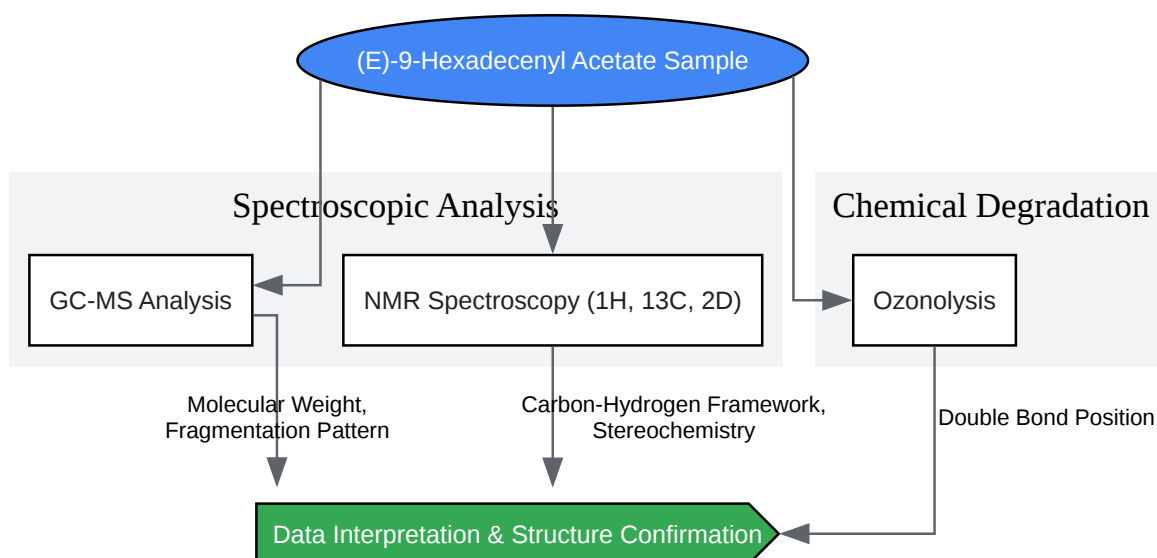 (E)-9-Hexadecenyl Acetate Sample
Spectroscopic Analysis
Chemical Degradation
GC-MS Analysis
NMR Spectroscopy (1H, 13C, 2D)
Ozonolysis
Molecular Weight,
Fragmentation Pattern
Carbon-Hydrogen Framework,
Stereochemistry
Double Bond Position
Data Interpretation & Structure Confirmation